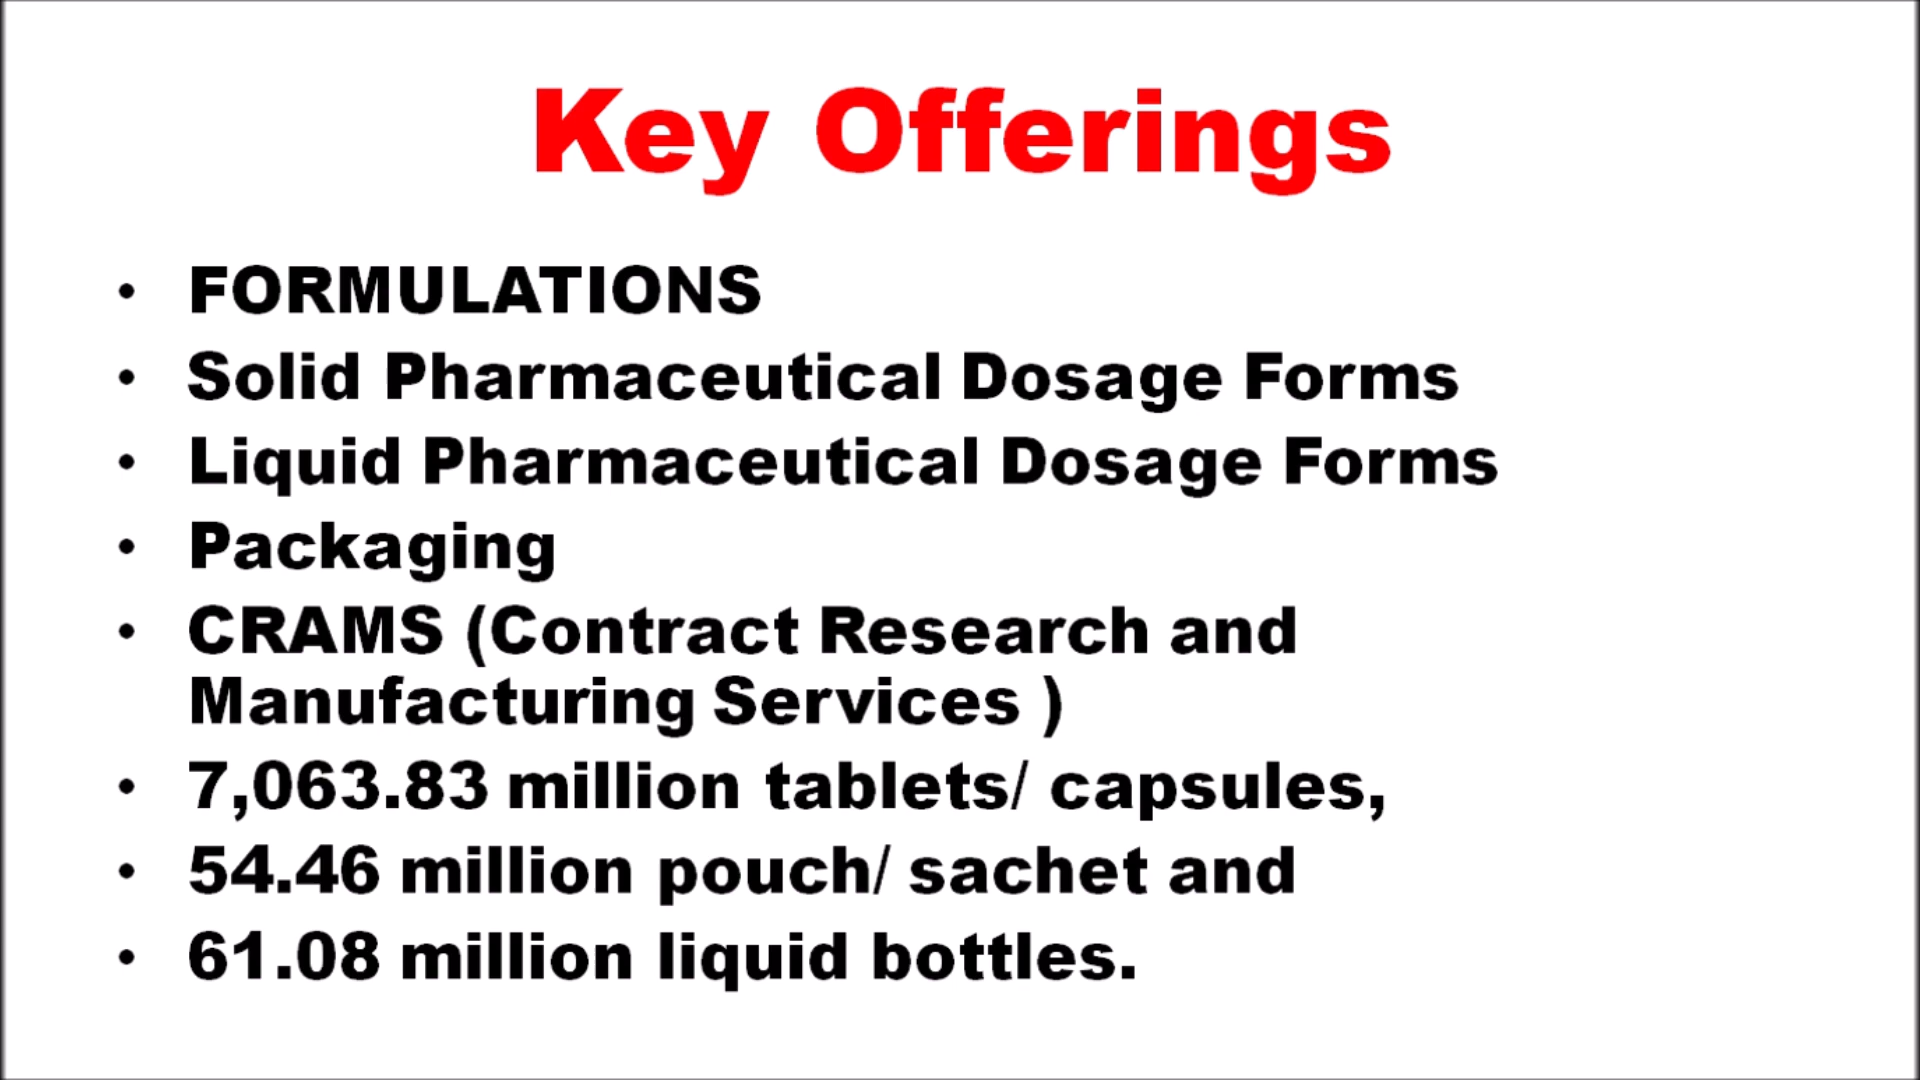 Key Offerings
• FORMULATIONS
• Solid Pharmaceutical Dosage Forms
• Liquid Pharmaceutical Dosage Forms
• Packaging
• CRAMS (Contract Research and
Manufacturing Services )
• 7,063.83 million tablets/ capsules,
• 54.46 million pouch/ sachet and
• 61.08 million liquid bottles.